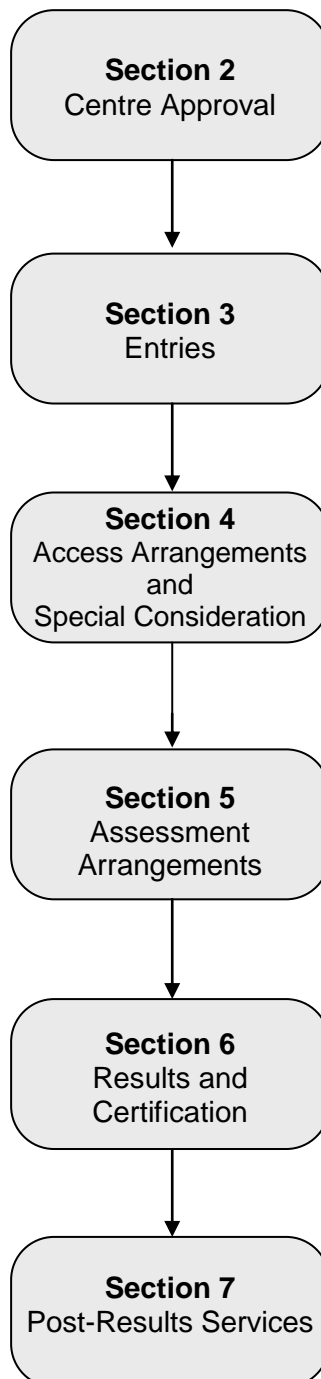 Section 2
Centre Approval
Section 3
Entries
Section 4
Access Arrangements
and
Special Consideration
Section 5
Assessment
Arrangements
Section 6
Results and
Certification
Section 7
Post-Results Services